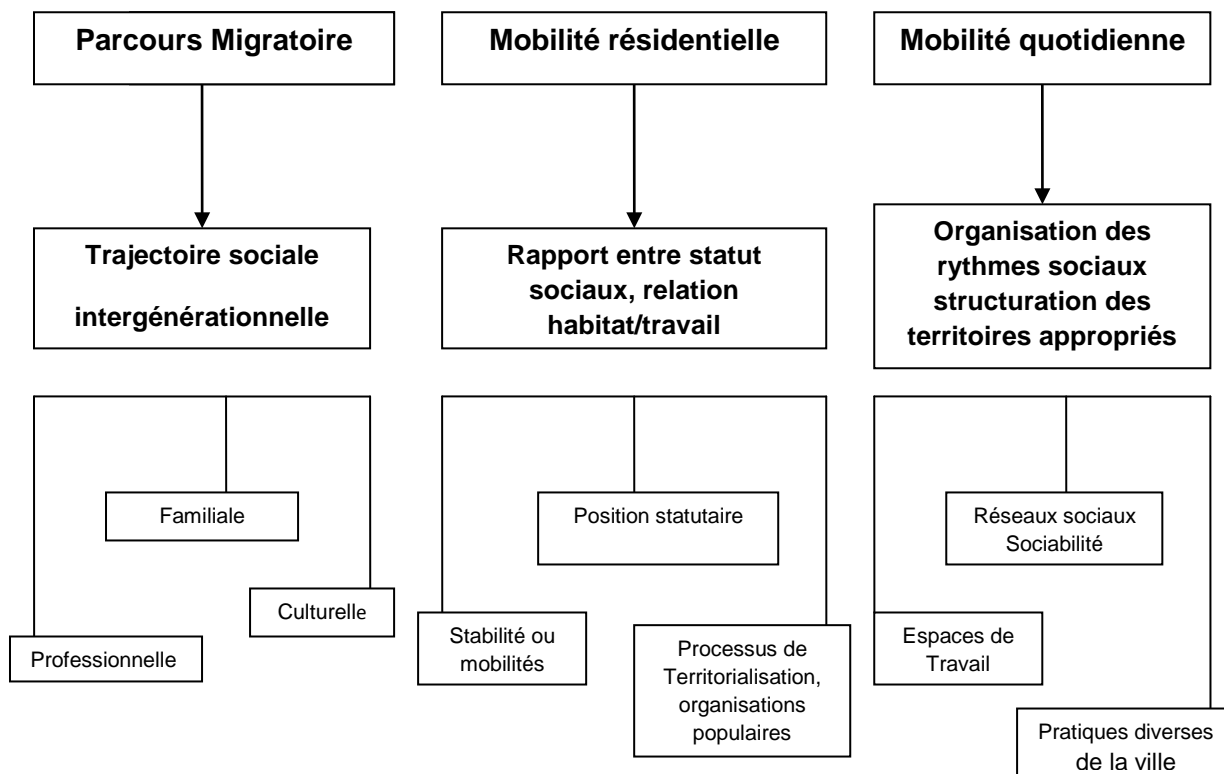 Parcours Migratoire
Mobilité résidentielle
Mobilité quotidienne
Trajectoire sociale
intergénérationnelle
Rapport entre statut
sociaux, relation
habitat/travail
Organisation des
rythmes sociaux
structuration des
territoires appropriés
Familiale
Culturelle
Professionnelle
Position statutaire
Stabilité ou
mobilités
Processus de
Territorialisation,
organisations
populaires
Réseaux sociaux
Sociabilité
Espaces de
Travail
Pratiques diverses
de la ville